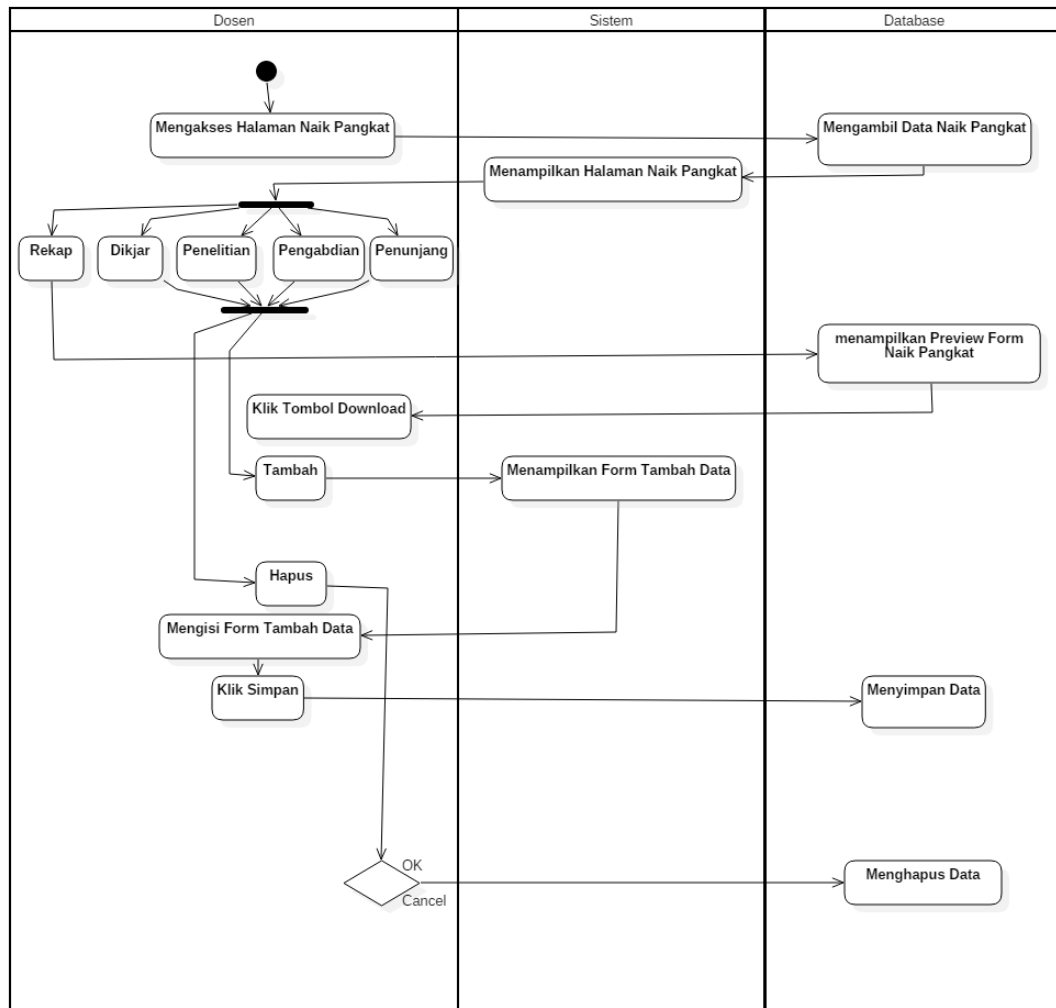 Dosen
Sistem
Database
Mengakses Halaman Naik Pangkat
Mengambil Data Naik Pangkat
Menampilkan Halaman Naik Pangkat
Rekap
Dikjar
Penelitian
Pengabdian
Penunjang
menampilkan Preview Form
Naik Pangkat
Klik Tombol Download
Tambah
Menampilkan Form Tambah Data
Hapus
Mengisi Form Tambah Data
Klik Simpan
Menyimpan Data
OK
Cancel
Menghapus Data